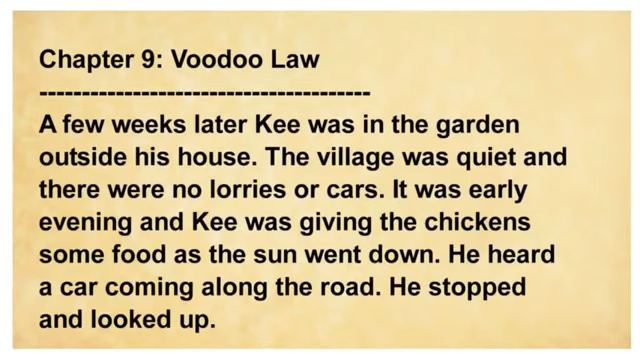 Chapter 9: Voodoo Law
---------------------------------------
A few weeks later Kee was in the garden
outside his house. The village was quiet and
there were no lorries or cars. It was early
evening and Kee was giving the chickens
some food as the sun went down. He heard
a car coming along the road. He stopped
and looked up.